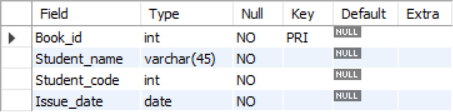 Field Type Null Key Default Extra
Book_id int NO PRI NULL
Student_name varchar(45) NO NULL
Student_code int NO NULL
Issue_date date NO NULL